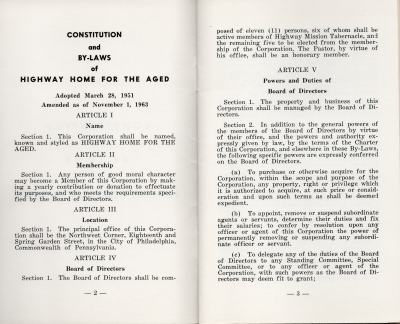 CONSTITUTION
and
BY-LAWS
of
HIGHWAY HOME FOR THE AGED
Adopted March 28, 1951
Amended as of November 1, 1963
ARTICLE I
Name
Section 1. This Corporation shall be named,
known and styled as HIGHWAY HOME FOR THE
AGED.
ARTICLE II
Membership
Section 1. Any person of good moral character
may become a Member of this Corporation by mak-
ing a yearly contribution or donation to effectuate
its purposes, and who meets the requirements speci-
fied by the Board of Directors.
ARTICLE III
Location
Section 1. The principal office of this Corpora-
tion shall be the Northwest Corner, Eighteenth and
Spring Garden Street, in the City of Philadelphia,
Commonwealth of Pennsylvania.
ARTICLE IV
Board of Directors
Section 1. The Board of Directors shall be com-
— 2 —
posed of eleven (11) persons, six of whom shall be
active members of Highway Mission Tabernacle, and
the remaining five to be elected from the member-
ship of the Corporation. The Pastor, by virtue of
his office, shall be an honorary member.
ARTICLE V
Powers and Duties of
Board of Directors
Section 1. The property and business of this
Corporation shall be managed by the Board of Di-
rectors.
Section 2. In addition to the general powers of
the members of the Board of Directors by virtue
of their office, and the powers and authority ex-
pressly given by law, by the terms of the Charter
of this Corporation, and elsewhere in these By-Laws,
the following specific powers are expressly conferred
on the Board of Directors.
(a) To purchase or otherwise acquire for the
Corporation, within the scope and purpose of the
Corporation, any property, right or privilege which
it is authorized to acquire, at such price or consid-
eration and upon such terms as shall be deemed
expedient.
(b) To appoint, remove or suspend subordinate
agents or servants, determine their duties and fix
their salaries; to confer by resolution upon any
officer or agent of this Corporation the power of
permanently removing or suspending any subordi-
nate officer or servant.
(c) To delegate any of the duties of the Board
of Directors to any Standing Committee, Special
Committee, or to any officer or agent of the
Corporation, with such powers as the Board of Di-
rectors may deem fit to grant;
— 3 —